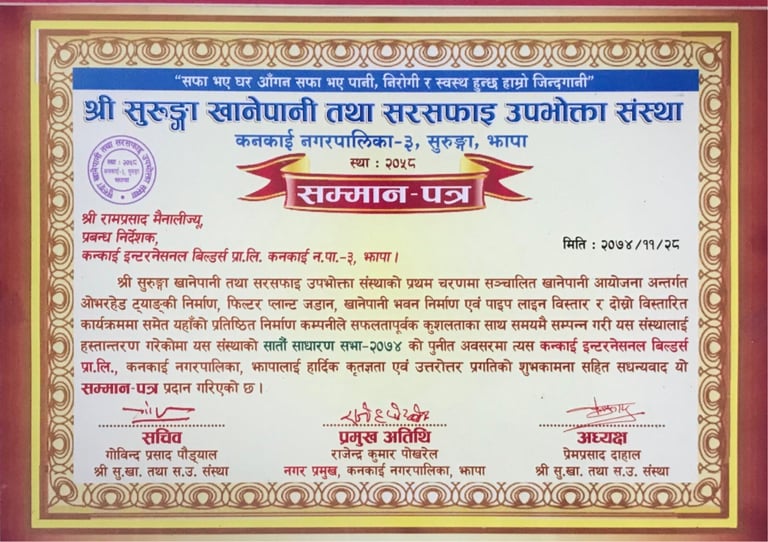 “सफा भए घर आँगन सफा भए पानी, निरोगी र स्वस्थ हुन्छ हाम्रो जिन्दगानी”
श्री सुरुङ्गा खानेपानी तथा सरसफाइ उपभोक्ता संस्था
कनकाई नगरपालिका-३, सुरुङ्गा, झापा
स्था : २०५८
सम्मान-पत्र
श्री रामप्रसाद मैनालीज्यू,
प्रबन्ध निर्देशक,
कन्काई इन्टरनेसनल बिल्डर्स प्रा.लि. कनकाई न.पा.-३, झापा।
मिति : २०७४/११/२८
श्री सुरुङ्गा खानेपानी तथा सरसफाइ उपभोक्ता संस्थाको प्रथम चरणमा सञ्चालित खानेपानी आयोजना अन्तर्गत
ओभरहेड ट्याङ्की निर्माण, फिल्टर प्लान्ट जडान, खानेपानी भवन निर्माण एवं पाइप लाइन विस्तार र दोस्रो विस्तारित
कार्यक्रममा समेत यहाँको प्रतिष्ठित निर्माण कम्पनीले सफलतापूर्वक कुशलताका साथ समयमै सम्पन्न गरी यस संस्थालाई
हस्तान्तरण गरेकोमा यस संस्थाको सातौं साधारण सभा-२०७४ को पुनीत अवसरमा त्यस कन्काई इन्टरनेसनल बिल्डर्स
प्रा.लि., कनकाई नगरपालिका, झापालाई हार्दिक कृतज्ञता एवं उत्तरोत्तर प्रगतिको शुभकामना सहित सधन्यवाद यो
सम्मान-पत्र प्रदान गरिएको छ।
सचिव
गोविन्द प्रसाद पौड्याल
श्री सु.खा. तथा स.उ. संस्था
प्रमुख अतिथि
राजेन्द्र कुमार पोखरेल
नगर प्रमुख, कनकाई नगरपालिका, झापा
अध्यक्ष
प्रेमप्रसाद दाहाल
श्री सु.खा. तथा स.उ. संस्था